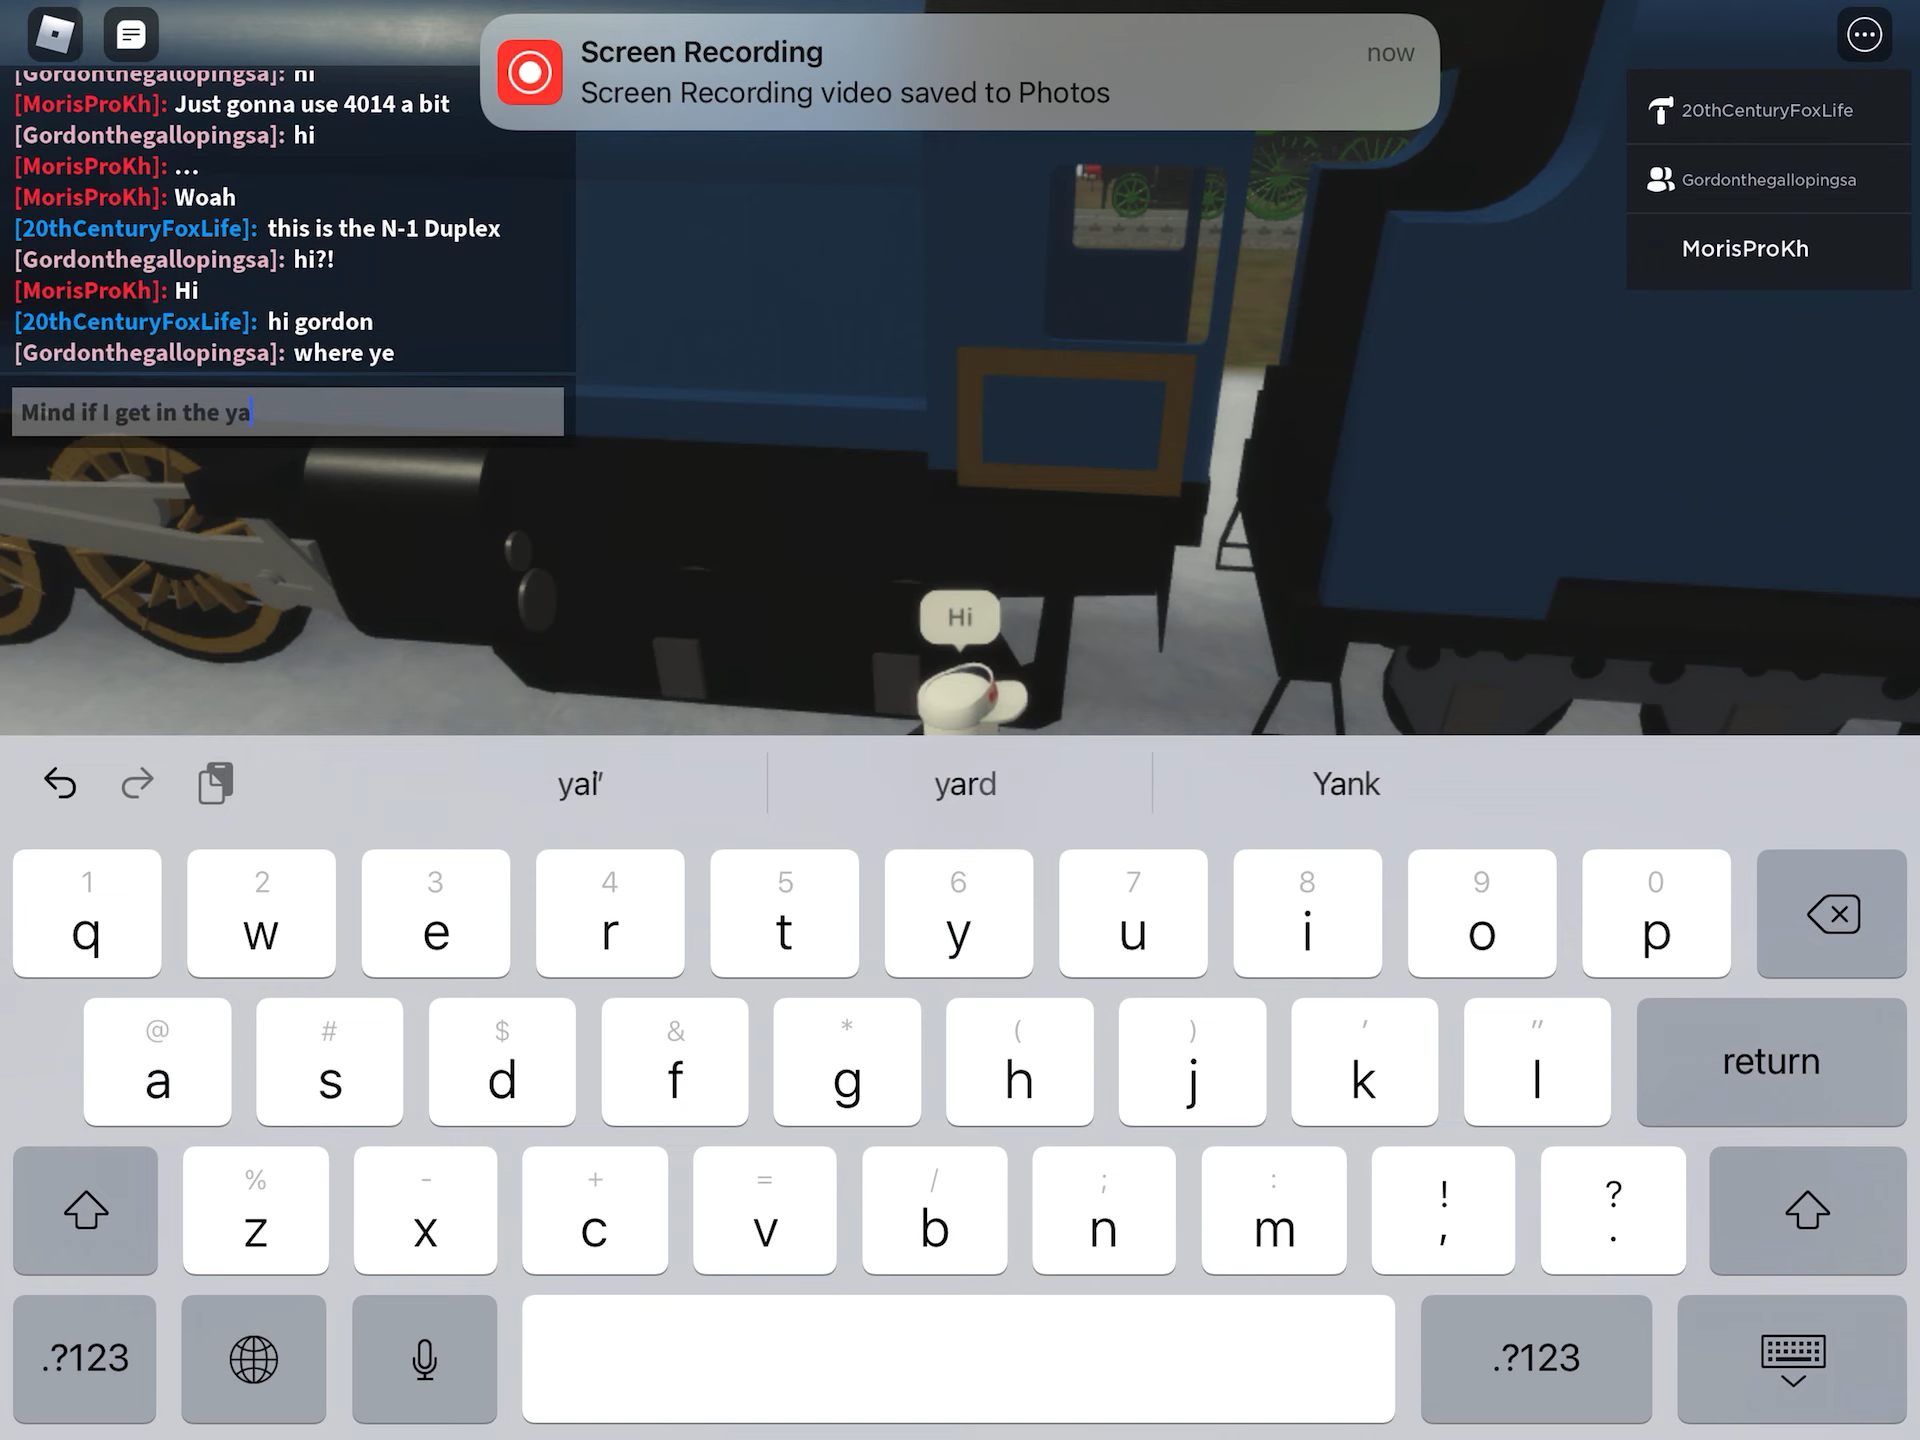 Screen Recording
now
Screen Recording video saved to Photos
[Gordonthegallopingsa]: hi
[MorisProKh]: Just gonna use 4014 a bit
[Gordonthegallopingsa]: hi
[MorisProKh]: ...
[MorisProKh]: Woah
[20thCenturyFoxLife]: this is the N-1 Duplex
[Gordonthegallopingsa]: hi?!
[MorisProKh]: Hi
[20thCenturyFoxLife]: hi gordon
[Gordonthegallopingsa]: where ye
Mind if I get in the ya
20thCenturyFoxLife
Gordonthegallopingsa
MorisProKh
Hi
yard
Yank
1 2 3 4 5 6 7 8 9 0
q w e r t y u i o p
@ # $ & * ( ) ' "
a s d f g h j k l return
% - + = / ; : ! ?
z x c v b n m , .
.?123 .?123